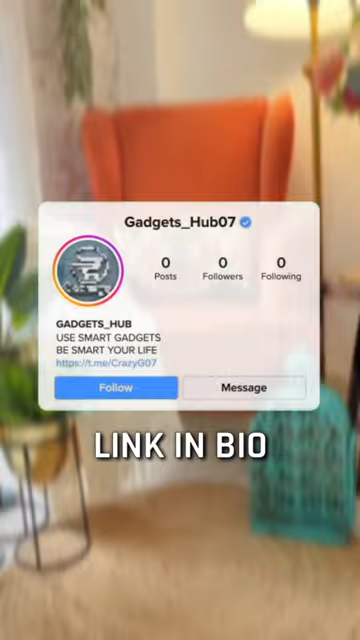 Gadgets_Hub07
0 0 0
Posts Followers Following
GADGETS_HUB
USE SMART GADGETS
BE SMART YOUR LIFE
https://t.me/CrazyG07
Follow Message
LINK IN BIO